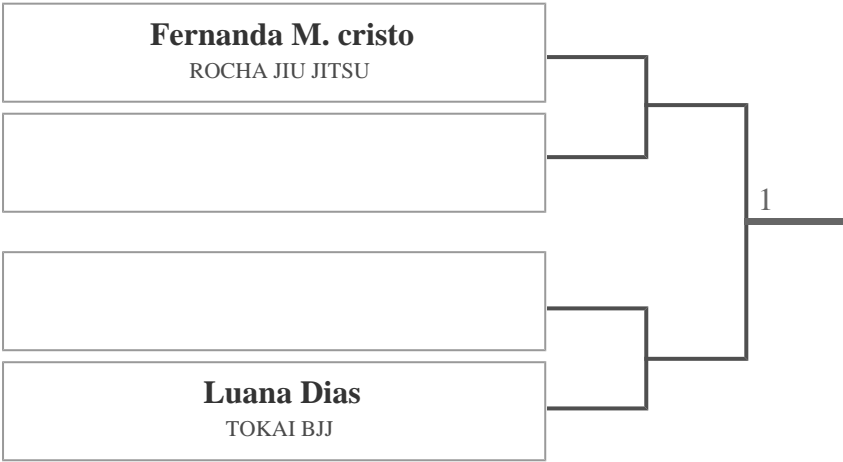 Fernanda M. cristo
ROCHA JIU JITSU
1
Luana Dias
TOKAI BJJ